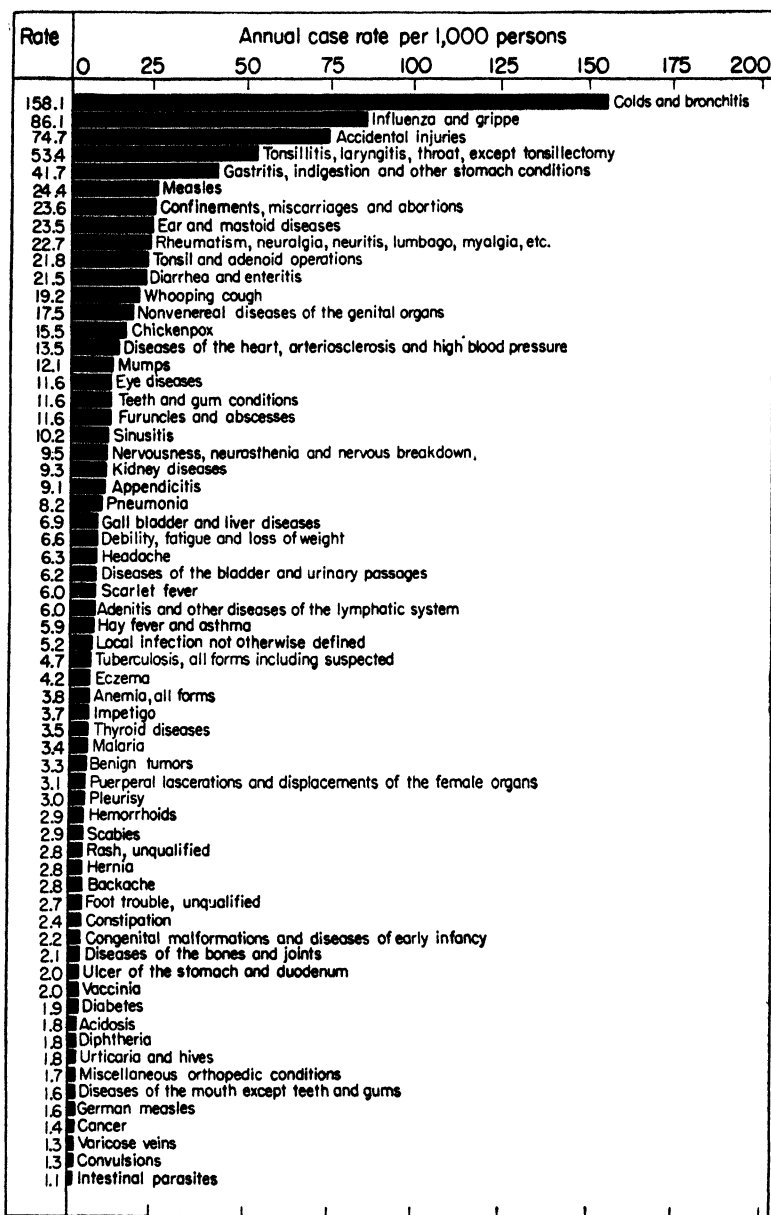 Rate Annual case rate per 1,000 persons
0 25 50 75 100 125 150 175 200
158.1 Colds and bronchitis
86.1 Influenza and grippe
74.7 Accidental injuries
53.4 Tonsillitis, laryngitis, throat, except tonsillectomy
41.7 Gastritis, indigestion and other stomach conditions
24.4 Measles
23.6 Confinements, miscarriages and abortions
23.5 Ear and mastoid diseases
22.7 Rheumatism, neuralgia, neuritis, lumbago, myalgia, etc.
21.8 Tonsil and adenoid operations
21.5 Diarrhea and enteritis
19.2 Whooping cough
17.5 Nonvenereal diseases of the genital organs
15.5 Chickenpox
13.5 Diseases of the heart, arteriosclerosis and high blood pressure
12.1 Mumps
11.6 Eye diseases
11.6 Teeth and gum conditions
11.6 Furuncles and abscesses
10.2 Sinusitis
9.5 Nervousness, neurasthenia and nervous breakdown.
9.3 Kidney diseases
9.1 Appendicitis
8.2 Pneumonia
6.9 Gall bladder and liver diseases
6.6 Debility, fatigue and loss of weight
6.3 Headache
6.2 Diseases of the bladder and urinary passages
6.0 Scarlet fever
6.0 Adenitis and other diseases of the lymphatic system
5.9 Hay fever and asthma
5.2 Local infection not otherwise defined
4.7 Tuberculosis, all forms including suspected
4.2 Eczema
3.8 Anemia, all forms
3.7 Impetigo
3.5 Thyroid diseases
3.4 Malaria
3.3 Benign tumors
3.1 Puerperal lascerations and displacements of the female organs
3.0 Pleurisy
2.9 Hemorrhoids
2.9 Scabies
2.8 Rash, unqualified
2.8 Hernia
2.8 Backache
2.7 Foot trouble, unqualified
2.4 Constipation
2.2 Congenital malformations and diseases of early infancy
2.1 Diseases of the bones and joints
2.0 Ulcer of the stomach and duodenum
2.0 Vaccinia
1.9 Diabetes
1.8 Acidosis
1.8 Diphtheria
1.8 Urticaria and hives
1.7 Miscellaneous orthopedic conditions
1.6 Diseases of the mouth except teeth and gums
1.6 German measles
1.4 Cancer
1.3 Varicose veins
1.3 Convulsions
1.1 Intestinal parasites